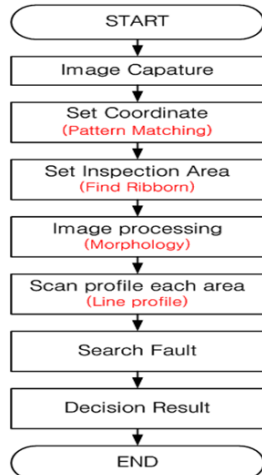 START
Image Capature
Set Coordinate
(Pattern Matching)
Set Inspection Area
(Find Ribborn)
Image processing
(Morphology)
Scan profile each area
(Line profile)
Search Fault
Decision Result
END